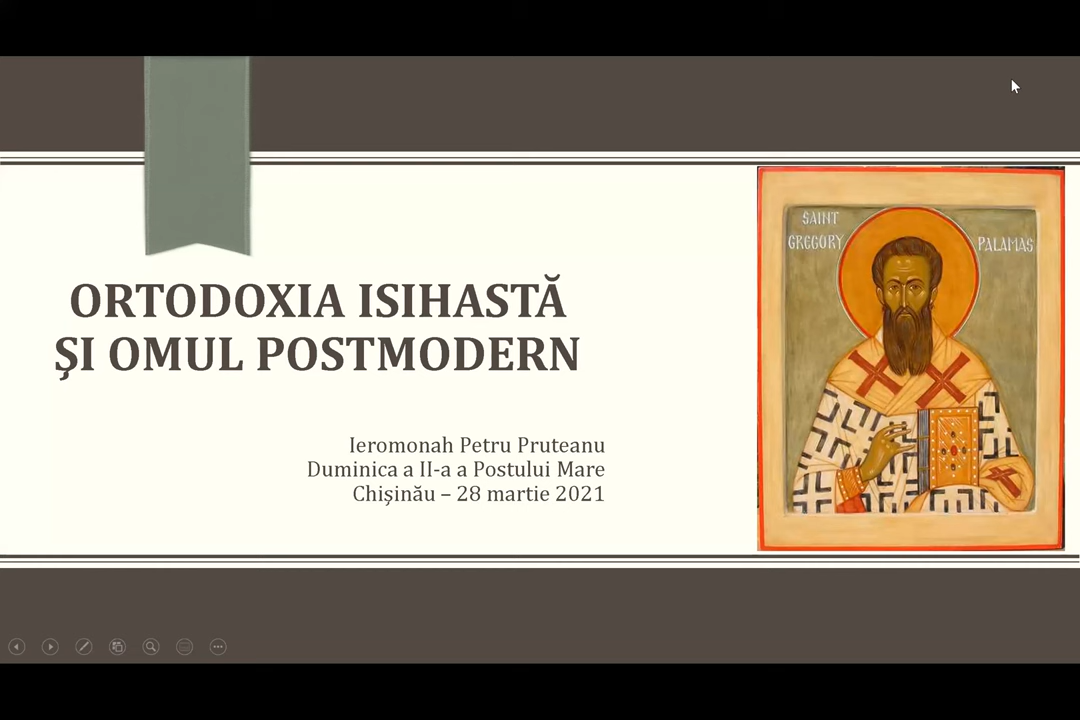 ORTODOXIA ISIHASTĂ
ŞI OMUL POSTMODERN
Ieromonah Petru Pruteanu
Duminica a II-a a Postului Mare
Chișinău – 28 martie 2021
SAINT
GREGORY PALAMAS